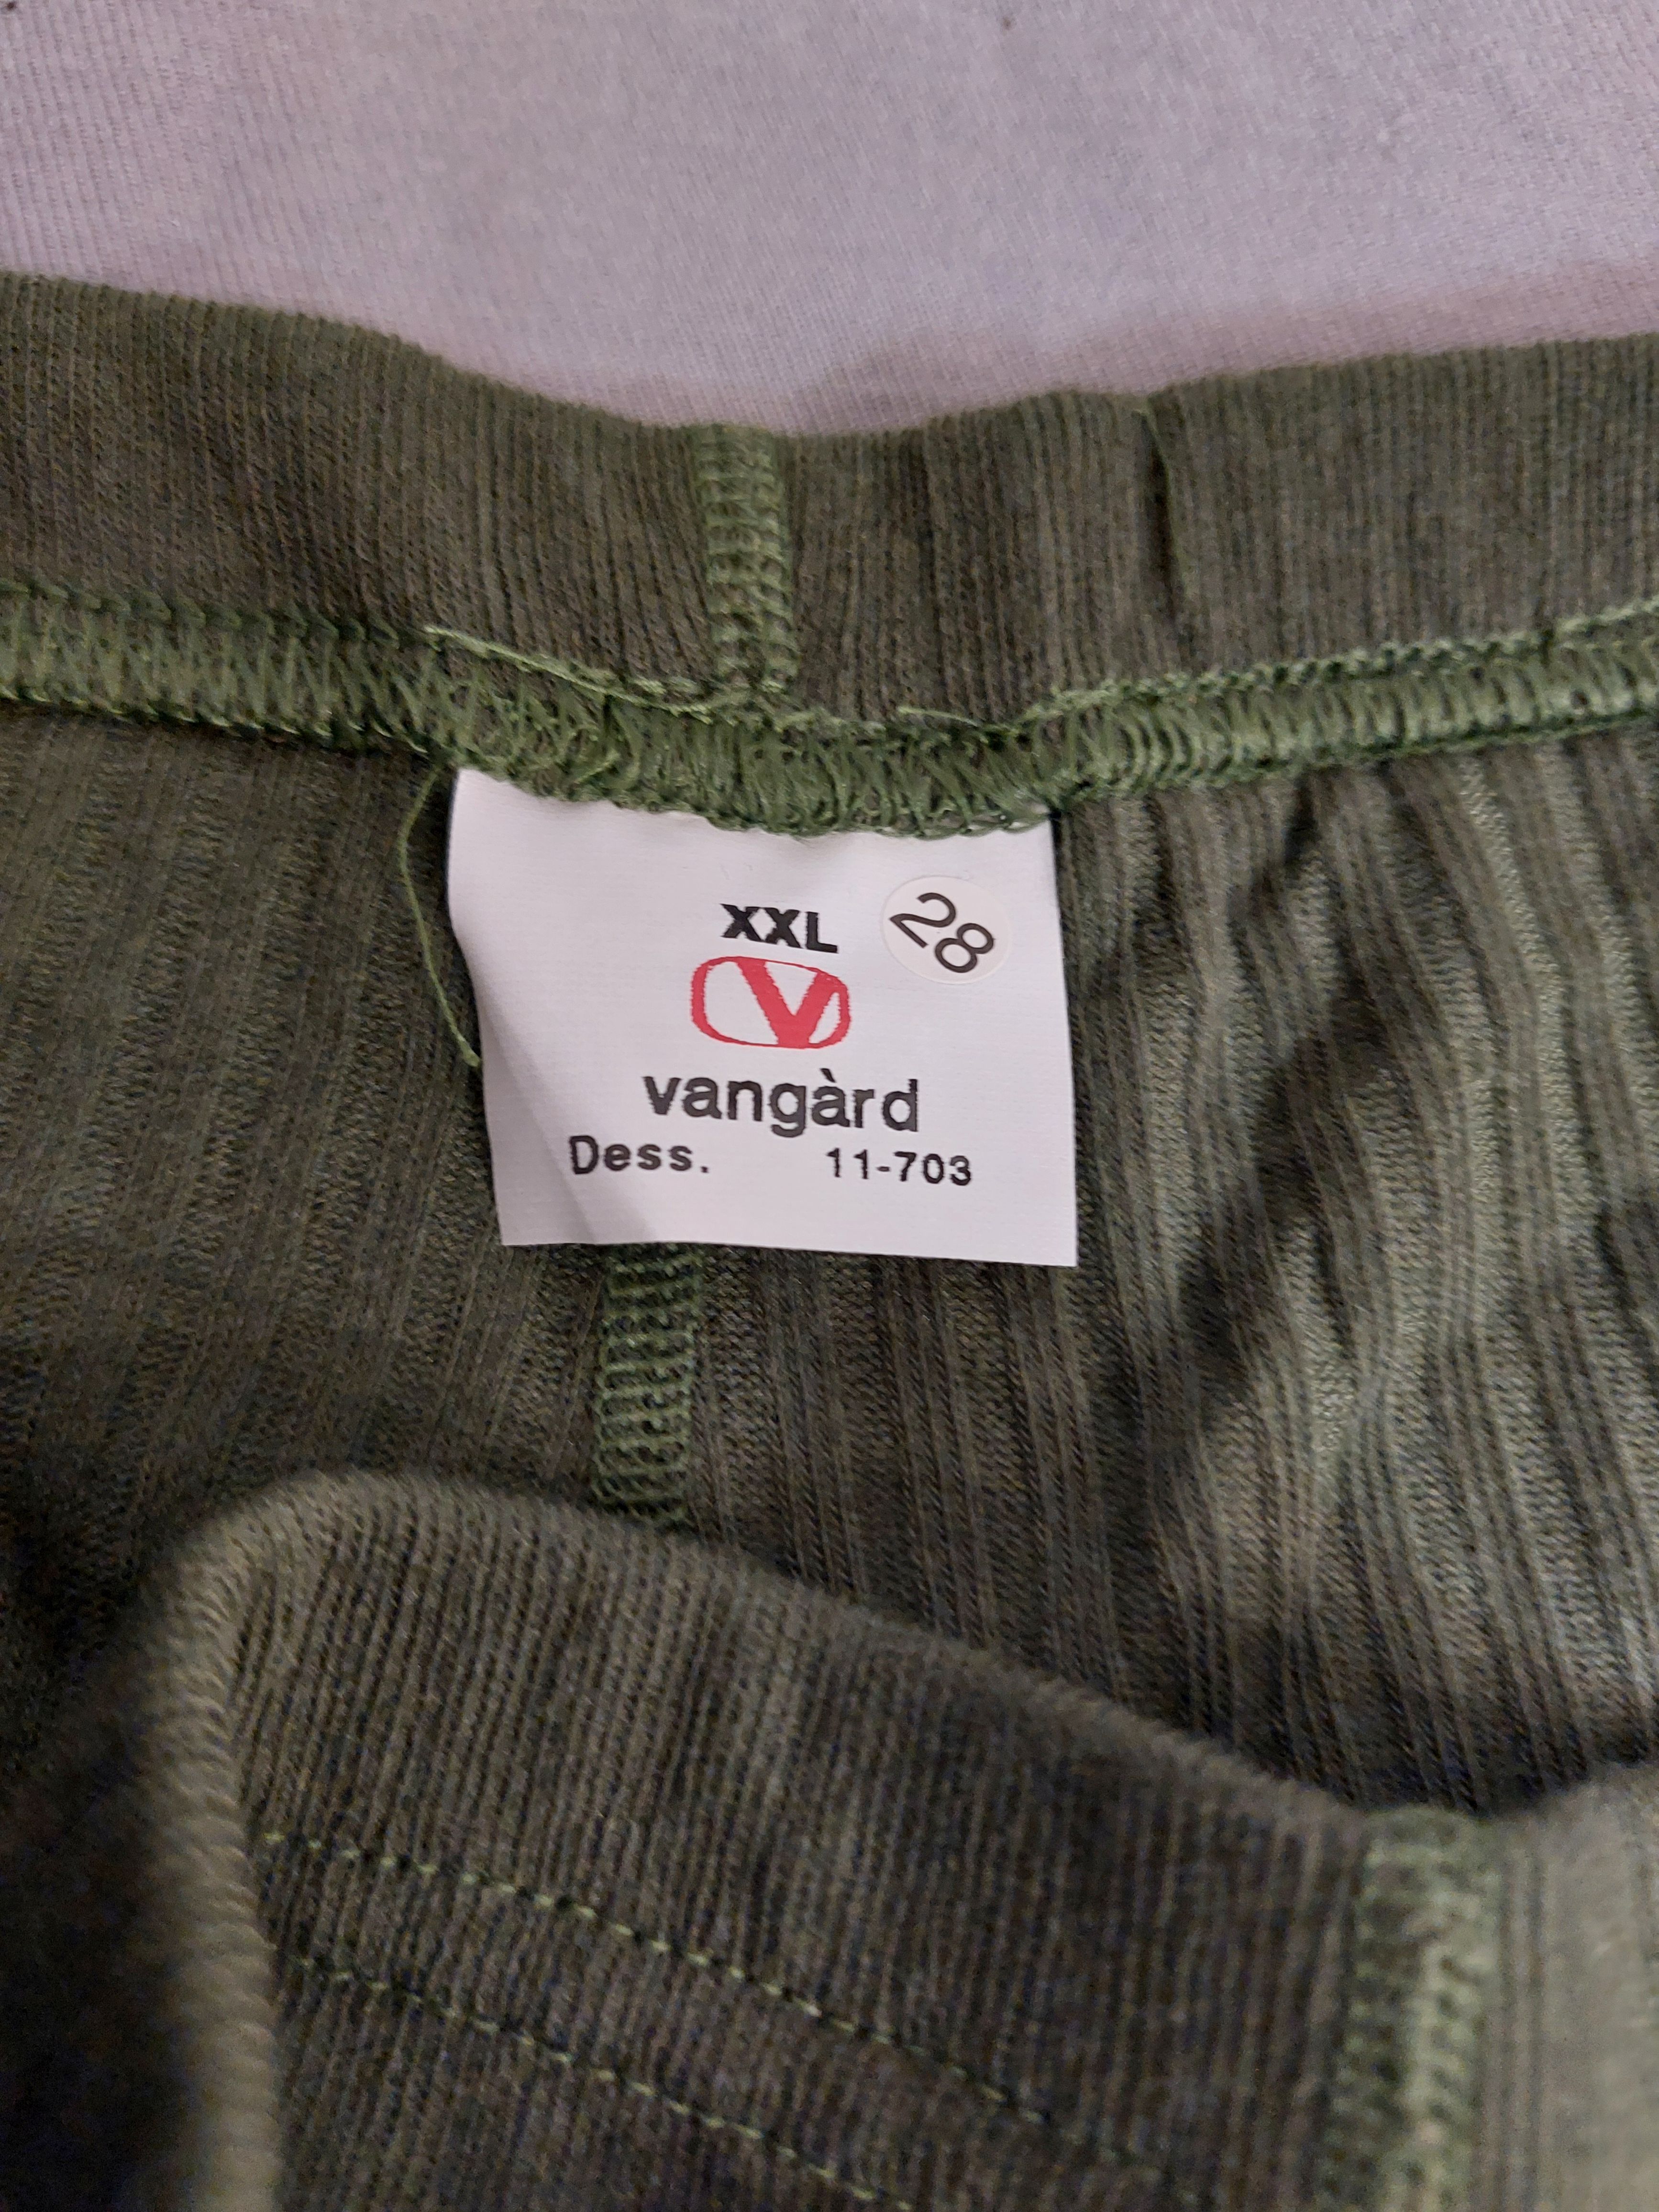 XXL
28
V
vangàrd
Dess. 11-703